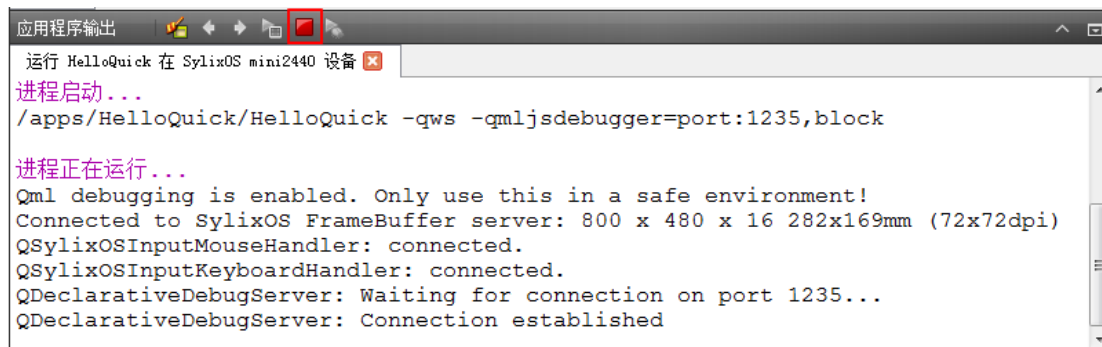 应用程序输出
运行 HelloQuick 在 SylixOS mini2440 设备
进程启动...
/apps/HelloQuick/HelloQuick -qws -qmljsdebugger=port:1235,block
进程正在运行...
Qml debugging is enabled. Only use this in a safe environment!
Connected to SylixOS FrameBuffer server: 800 x 480 x 16 282x169mm (72x72dpi)
QSylixOSInputMouseHandler: connected.
QSylixOSInputKeyboardHandler: connected.
QDeclarativeDebugServer: Waiting for connection on port 1235...
QDeclarativeDebugServer: Connection established